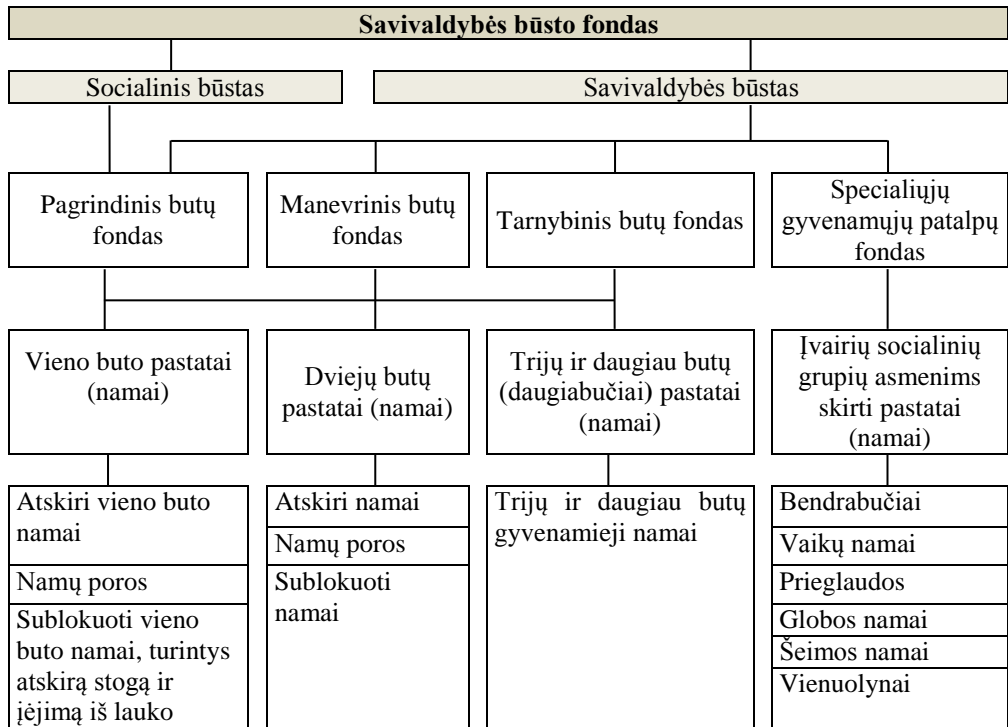 Savivaldybės būsto fondas
Socialinis būstas
Savivaldybės būstas
Pagrindinis butų
fondas
Manevrinis butų
fondas
Tarnybinis butų fondas
Specialiųjų
gyvenamųjų patalpų
fondas
Vieno buto pastatai
(namai)
Dviejų butų
pastatai (namai)
Trijų ir daugiau butų
(daugiabučiai) pastatai
(namai)
Įvairių socialinių
grupių asmenims
skirti pastatai
(namai)
Atskiri vieno buto
namai
Namų poros
Sublokuoti vieno
buto namai, turintys
atskirą stogą ir
įėjimą iš lauko
Atskiri namai
Namų poros
Sublokuoti
namai
Trijų ir daugiau butų
gyvenamieji namai
Bendrabučiai
Vaikų namai
Prieglaudos
Globos namai
Šeimos namai
Vienuolynai